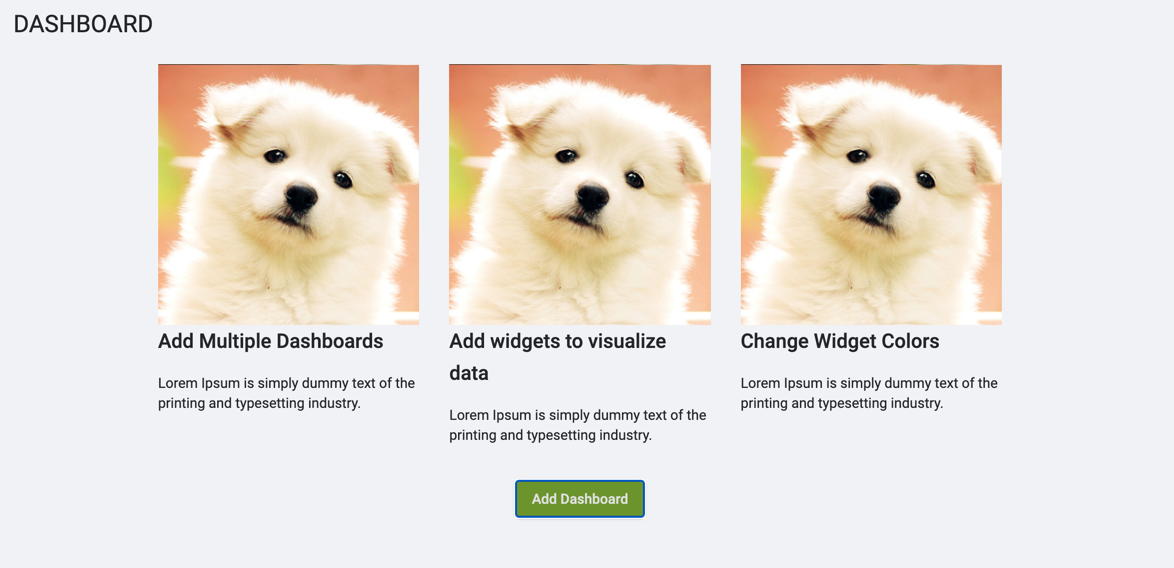 DASHBOARD
Add Multiple Dashboards
Lorem Ipsum is simply dummy text of the
printing and typesetting industry.
Add widgets to visualize
data
Lorem Ipsum is simply dummy text of the
printing and typesetting industry.
Change Widget Colors
Lorem Ipsum is simply dummy text of the
printing and typesetting industry.
Add Dashboard